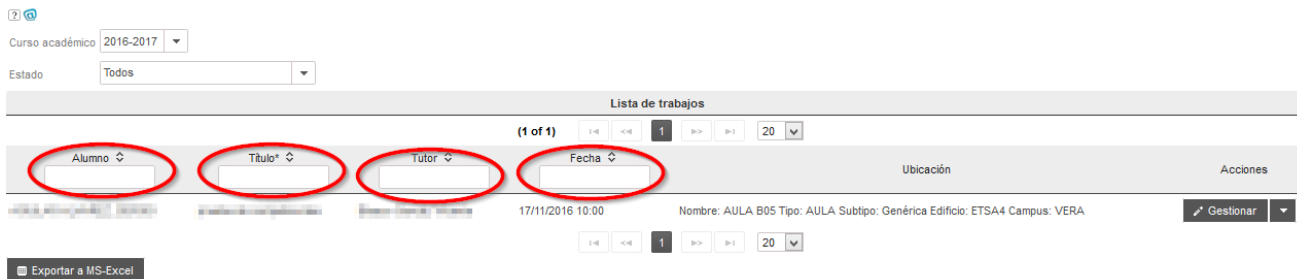 ?
Curso académico 2016-2017
Estado Todos
Lista de trabajos
(1 of 1) 1 20
Alumno Título* Tutor Fecha Ubicación Acciones
17/11/2016 10:00 Nombre: AULA B05 Tipo: AULA Subtipo: Genérica Edificio: ETSA4 Campus: VERA Gestionar
1 20
Exportar a MS-Excel